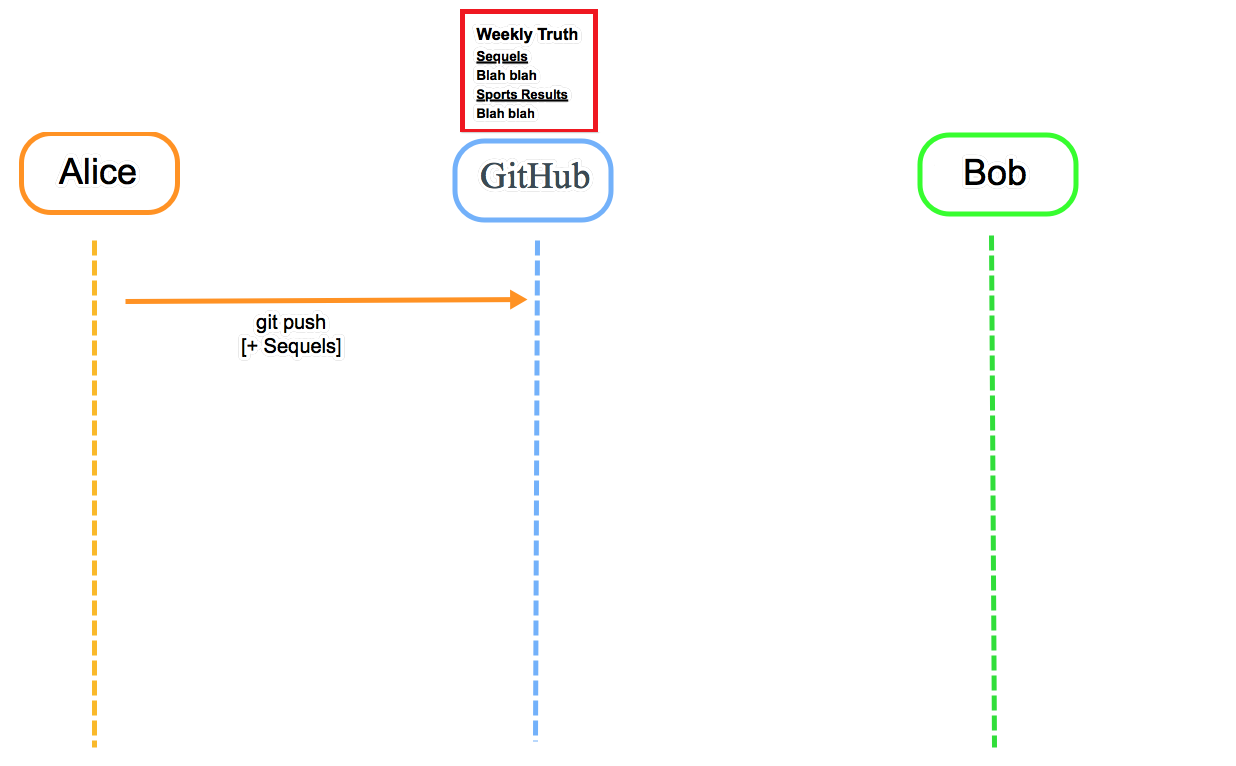 Weekly Truth
Sequels
Blah blah
Sports Results
Blah blah
Alice
GitHub
Bob
git push
[+ Sequels]